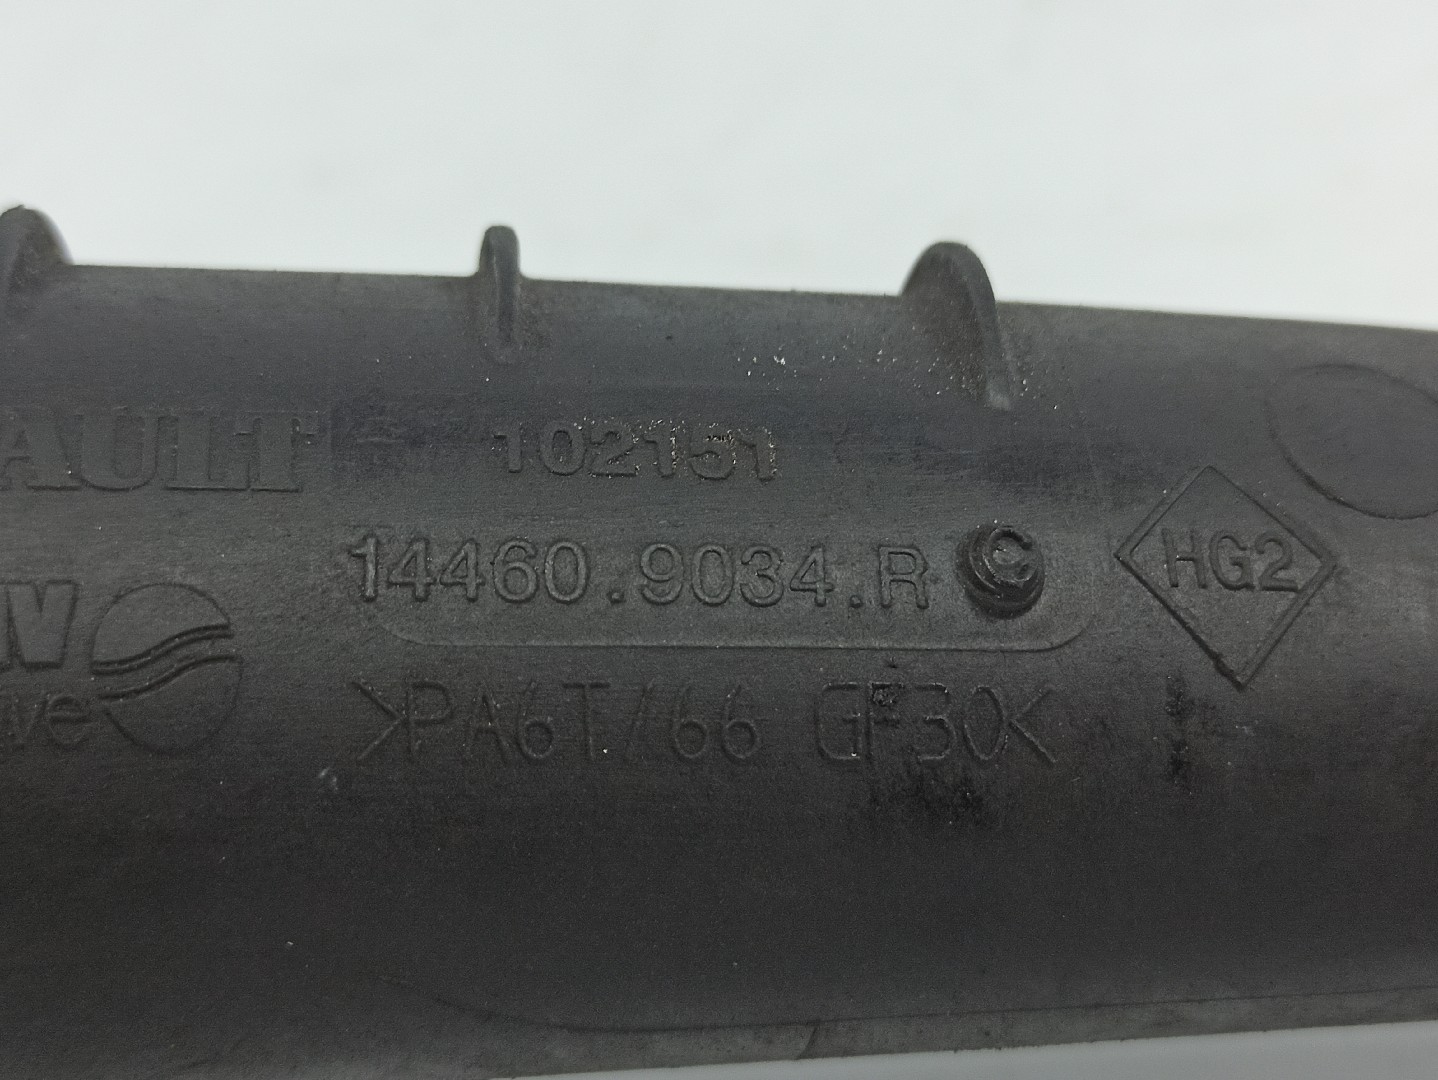 AULT 102151
14460.9034.R C
HG2
>PA6T/66 GF30<